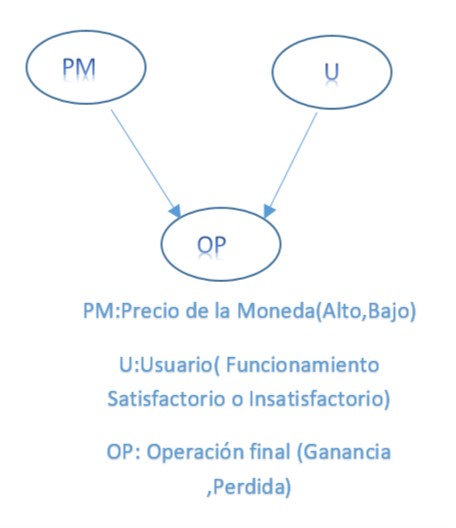 PM
U
OP
PM:Precio de la Moneda(Alto,Bajo)
U:Usuario( Funcionamiento
Satisfactorio o Insatisfactorio)
OP: Operación final (Ganancia
,Perdida)